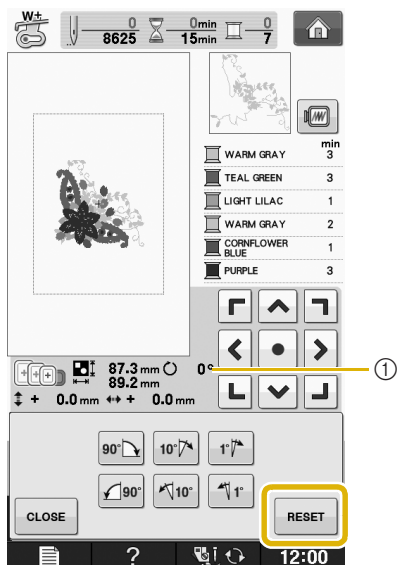 W±
0
8625
0min
15min
0
7
min
WARM GRAY 3
TEAL GREEN 3
LIGHT LILAC 1
WARM GRAY 2
CORNFLOWER
BLUE 1
PURPLE 3
87.3 mm 0° ①
89.2 mm
+ 0.0 mm + 0.0 mm
90° 10° 1°
90° 10° 1°
CLOSE
RESET
? 12:00